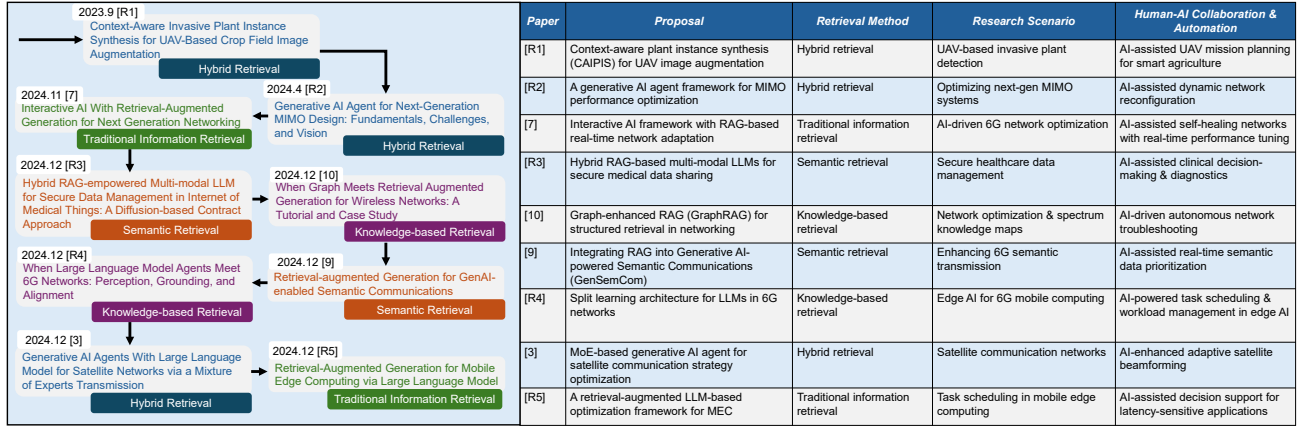 2023.9 [R1]
Context-Aware Invasive Plant Instance
Synthesis for UAV-Based Crop Field Image
Augmentation
Hybrid Retrieval
2024.4 [R2]
Generative AI Agent for Next-Generation
MIMO Design: Fundamentals, Challenges,
and Vision
Hybrid Retrieval
2024.11 [7]
Interactive AI With Retrieval-Augmented
Generation for Next Generation Networking
Traditional Information Retrieval
2024.12 [R3]
Hybrid RAG-empowered Multi-modal LLM
for Secure Data Management in Internet of
Medical Things: A Diffusion-based Contract
Approach
Semantic Retrieval
2024.12 [10]
When Graph Meets Retrieval Augmented
Generation for Wireless Networks: A
Tutorial and Case Study
Knowledge-based Retrieval
2024.12 [9]
Retrieval-augmented Generation for GenAI-
enabled Semantic Communications
Semantic Retrieval
2024.12 [R4]
When Large Language Model Agents Meet
6G Networks: Perception, Grounding, and
Alignment
Knowledge-based Retrieval
2024.12 [3]
Generative AI Agents With Large Language
Model for Satellite Networks via a Mixture
of Experts Transmission
Hybrid Retrieval
2024.12 [R5]
Retrieval-Augmented Generation for Mobile
Edge Computing via Large Language Model
Traditional Information Retrieval
Paper
Proposal
Retrieval Method
Research Scenario
Human-AI Collaboration &
Automation
[R1]
Context-aware plant instance synthesis
(CAIPIS) for UAV image augmentation
Hybrid retrieval
UAV-based invasive plant
detection
AI-assisted UAV mission planning
for smart agriculture
[R2]
A generative AI agent framework for MIMO
performance optimization
Hybrid retrieval
Optimizing next-gen MIMO
systems
AI-assisted dynamic network
reconfiguration
[7]
Interactive AI framework with RAG-based
real-time network adaptation
Traditional information
retrieval
AI-driven 6G network optimization
AI-assisted self-healing networks
with real-time performance tuning
[R3]
Hybrid RAG-based multi-modal LLMs for
secure medical data sharing
Semantic retrieval
Secure healthcare data
management
AI-assisted clinical decision-
making & diagnostics
[10]
Graph-enhanced RAG (GraphRAG) for
structured retrieval in networking
Knowledge-based
retrieval
Network optimization & spectrum
knowledge maps
AI-driven autonomous network
troubleshooting
[9]
Integrating RAG into Generative AI-
powered Semantic Communications
(GenSemCom)
Semantic retrieval
Enhancing 6G semantic
transmission
AI-assisted real-time semantic
data prioritization
[R4]
Split learning architecture for LLMs in 6G
networks
Knowledge-based
retrieval
Edge AI for 6G mobile computing
AI-powered task scheduling &
workload management in edge AI
[3]
MoE-based generative AI agent for
satellite communication strategy
optimization
Hybrid retrieval
Satellite communication networks
AI-enhanced adaptive satellite
beamforming
[R5]
A retrieval-augmented LLM-based
optimization framework for MEC
Traditional information
retrieval
Task scheduling in mobile edge
computing
AI-assisted decision support for
latency-sensitive applications